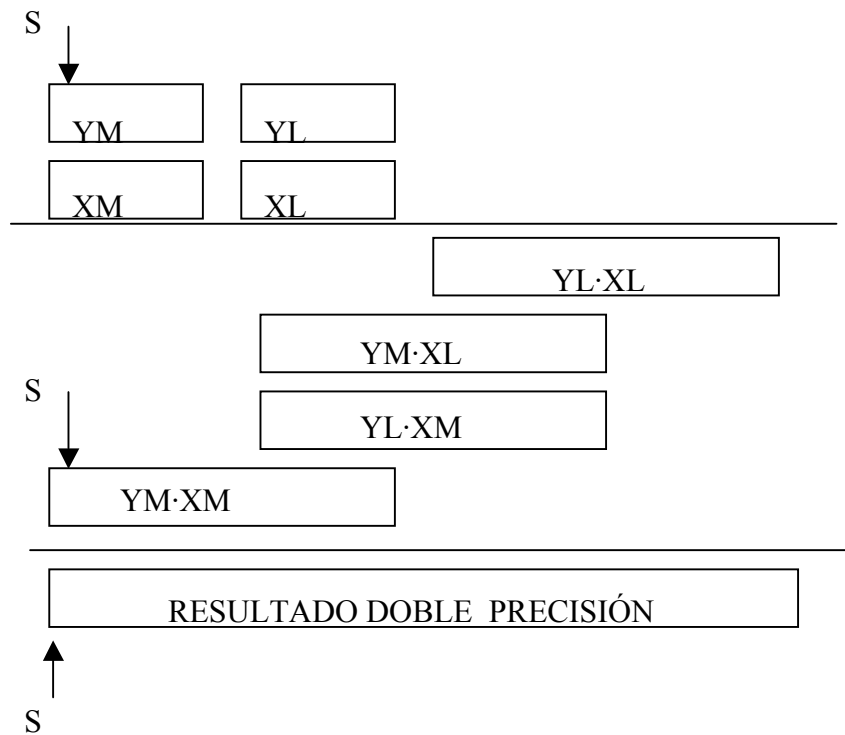 S
YM YL
XM XL
YL·XL
YM·XL
S
YL·XM
YM·XM
RESULTADO DOBLE PRECISIÓN
S